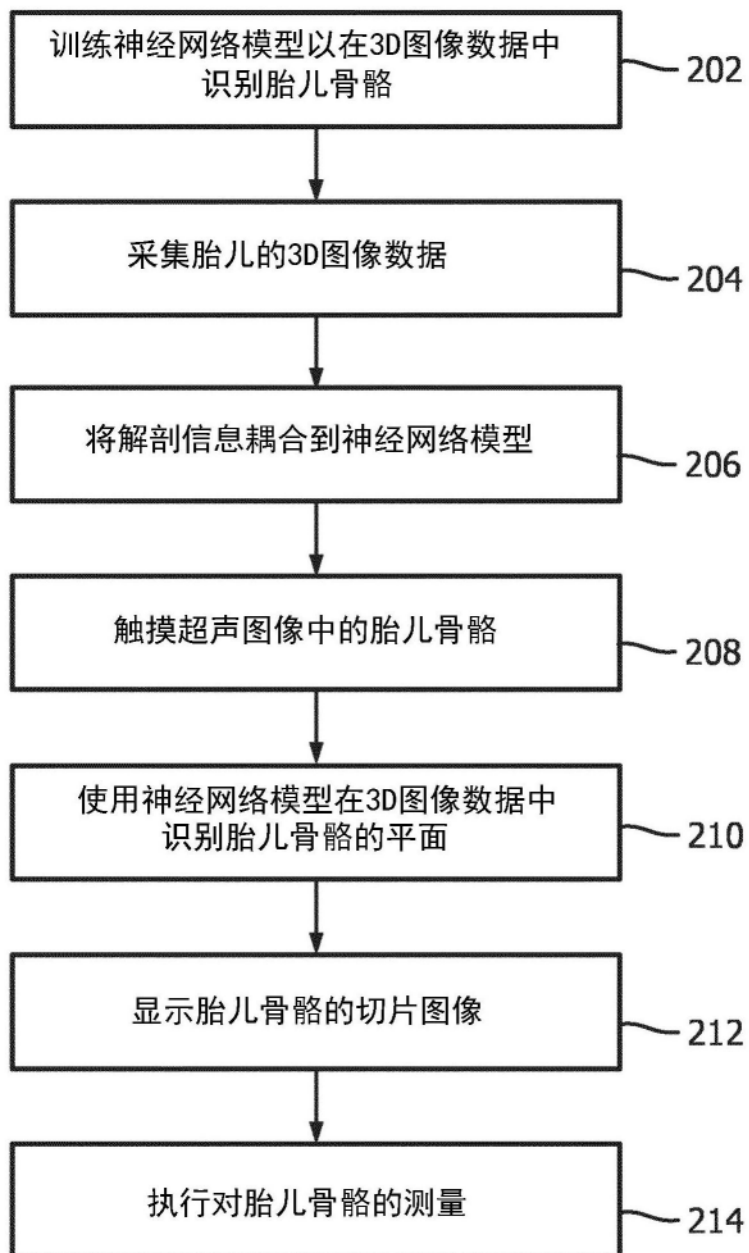 训练神经网络模型以在3D图像数据中
识别胎儿骨骼
202
采集胎儿的3D图像数据
204
将解剖信息耦合到神经网络模型
206
触摸超声图像中的胎儿骨骼
208
使用神经网络模型在3D图像数据中
识别胎儿骨骼的平面
210
显示胎儿骨骼的切片图像
212
执行对胎儿骨骼的测量
214